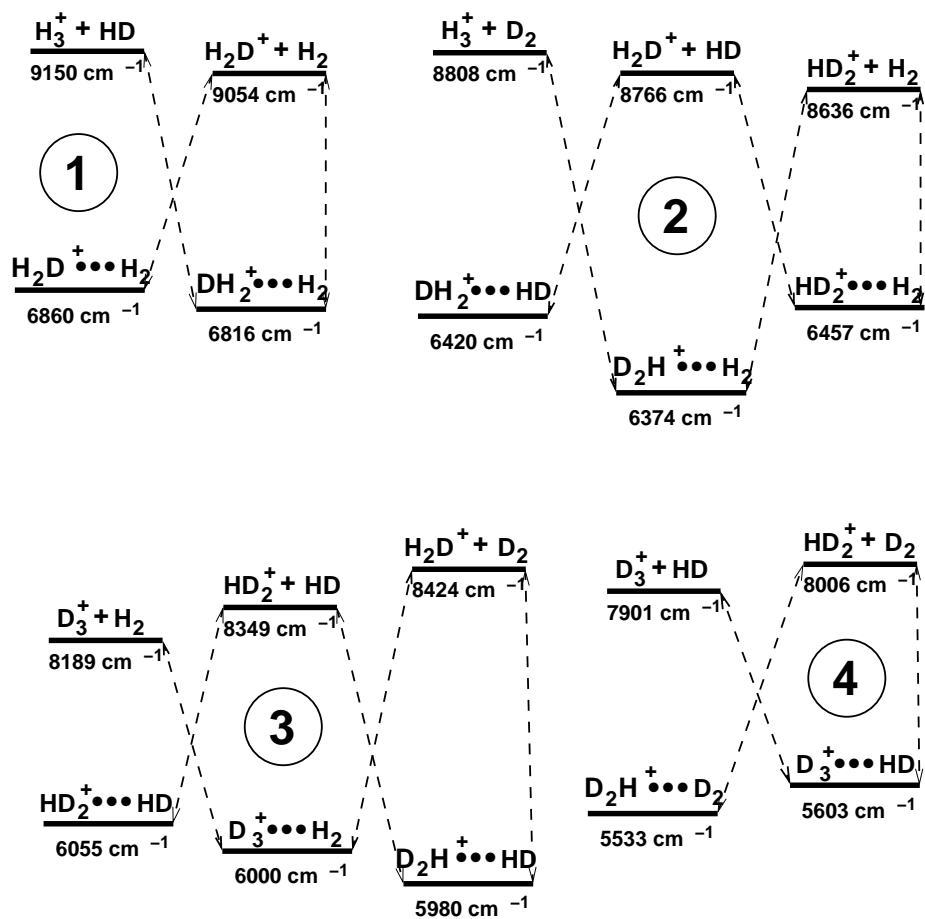 H₃⁺ + HD
9150 cm ⁻¹
H₂D⁺ + H₂
9054 cm ⁻¹
1
H₂D ⁺••• H₂
6860 cm ⁻¹
DH₂⁺••• H₂
6816 cm ⁻¹
H₃⁺ + D₂
8808 cm ⁻¹
H₂D⁺ + HD
8766 cm ⁻¹
HD₂⁺ + H₂
8636 cm ⁻¹
2
DH₂⁺••• HD
6420 cm ⁻¹
D₂H ⁺••• H₂
6374 cm ⁻¹
HD₂⁺••• H₂
6457 cm ⁻¹
D₃⁺ + H₂
8189 cm ⁻¹
HD₂⁺ + HD
8349 cm ⁻¹
H₂D⁺ + D₂
8424 cm ⁻¹
3
HD₂⁺••• HD
6055 cm ⁻¹
D₃⁺••• H₂
6000 cm ⁻¹
D₂H ⁺••• HD
5980 cm ⁻¹
D₃⁺ + HD
7901 cm ⁻¹
HD₂⁺ + D₂
8006 cm ⁻¹
4
D₂H ⁺••• D₂
5533 cm ⁻¹
D₃⁺••• HD
5603 cm ⁻¹